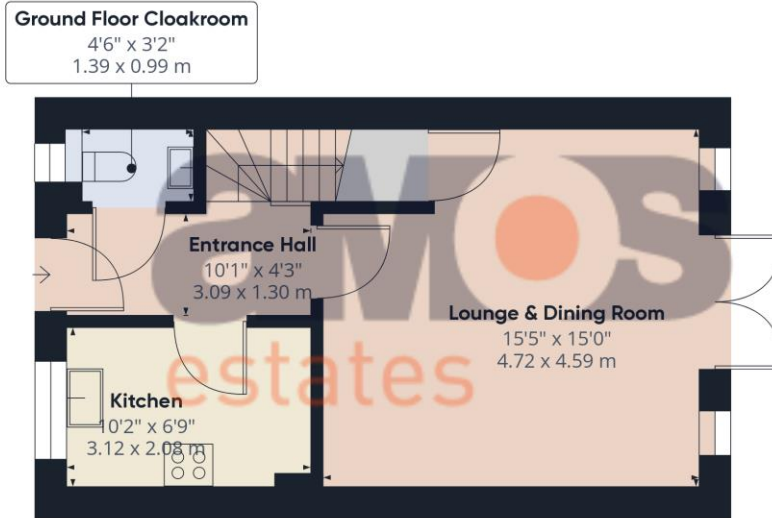 Ground Floor Cloakroom
4'6" x 3'2"
1.39 x 0.99 m
amos
estates
Entrance Hall
10'1" x 4'3"
3.09 x 1.30 m
Lounge & Dining Room
15'5" x 15'0"
4.72 x 4.59 m
Kitchen
10'2" x 6'9"
3.12 x 2.08 m